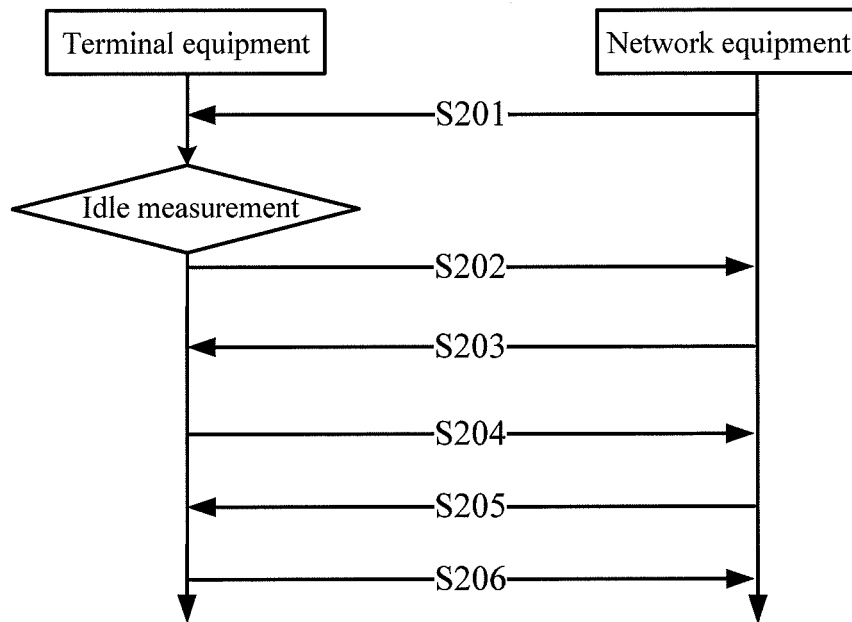 Terminal equipment
Network equipment
S201
Idle measurement
S202
S203
S204
S205
S206